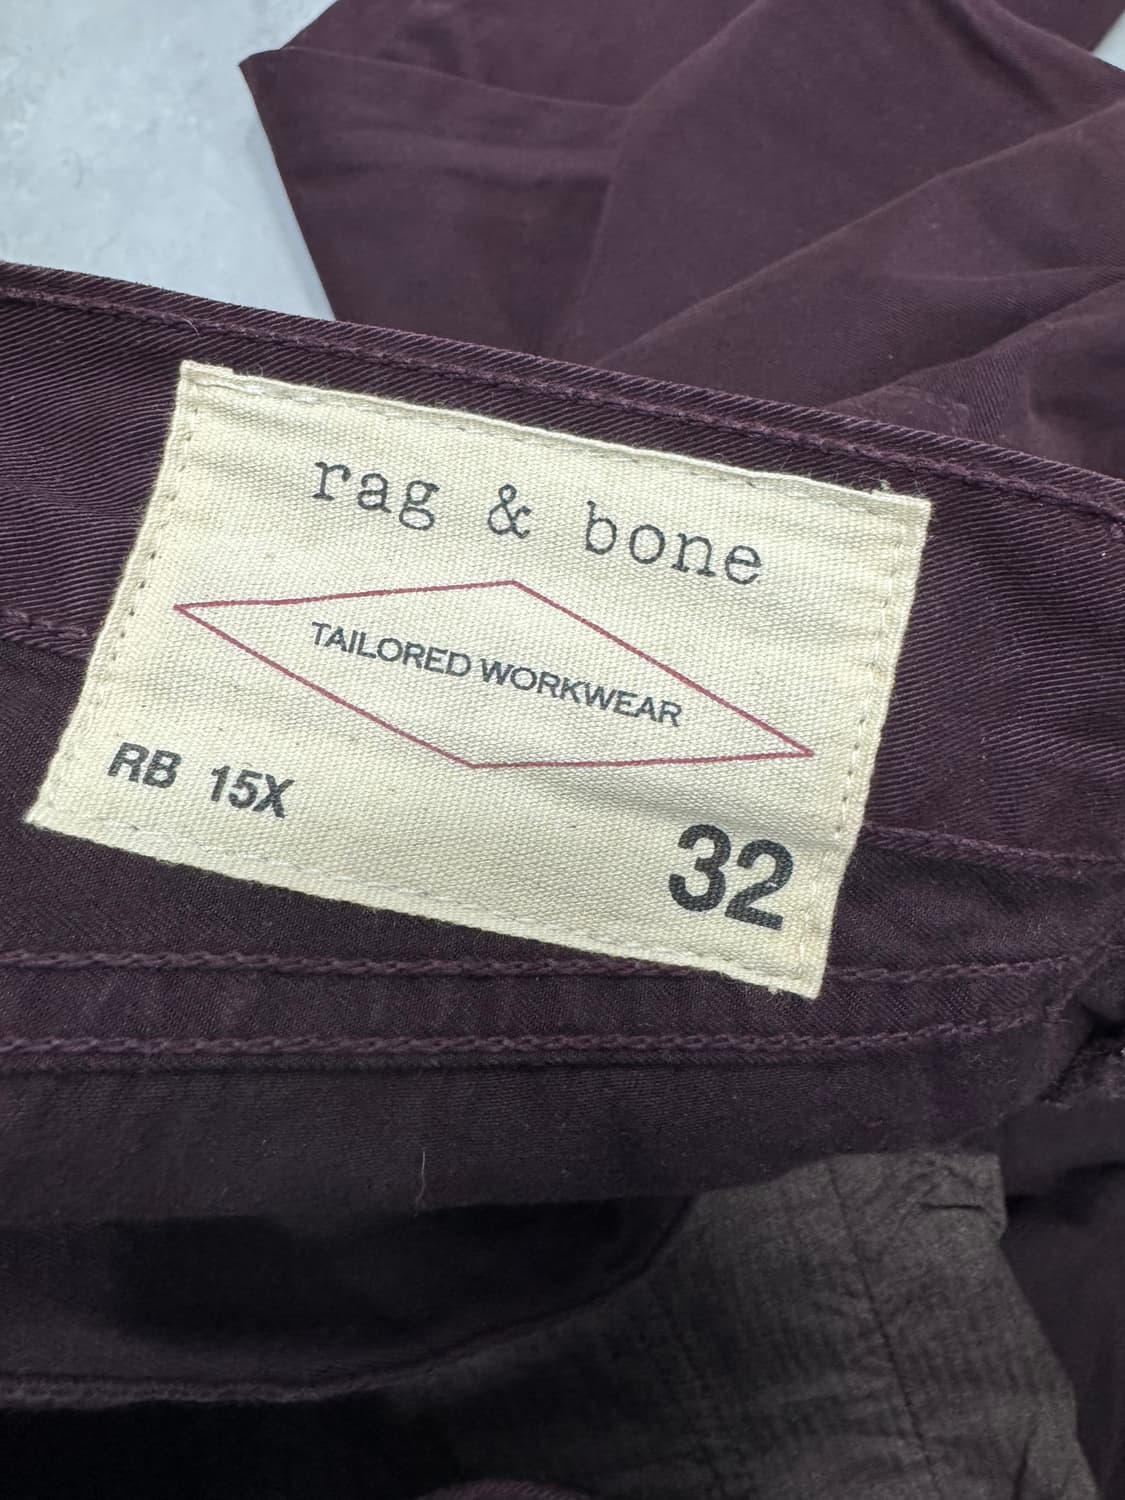 rag & bone
TAILORED WORKWEAR
RB 15X
32